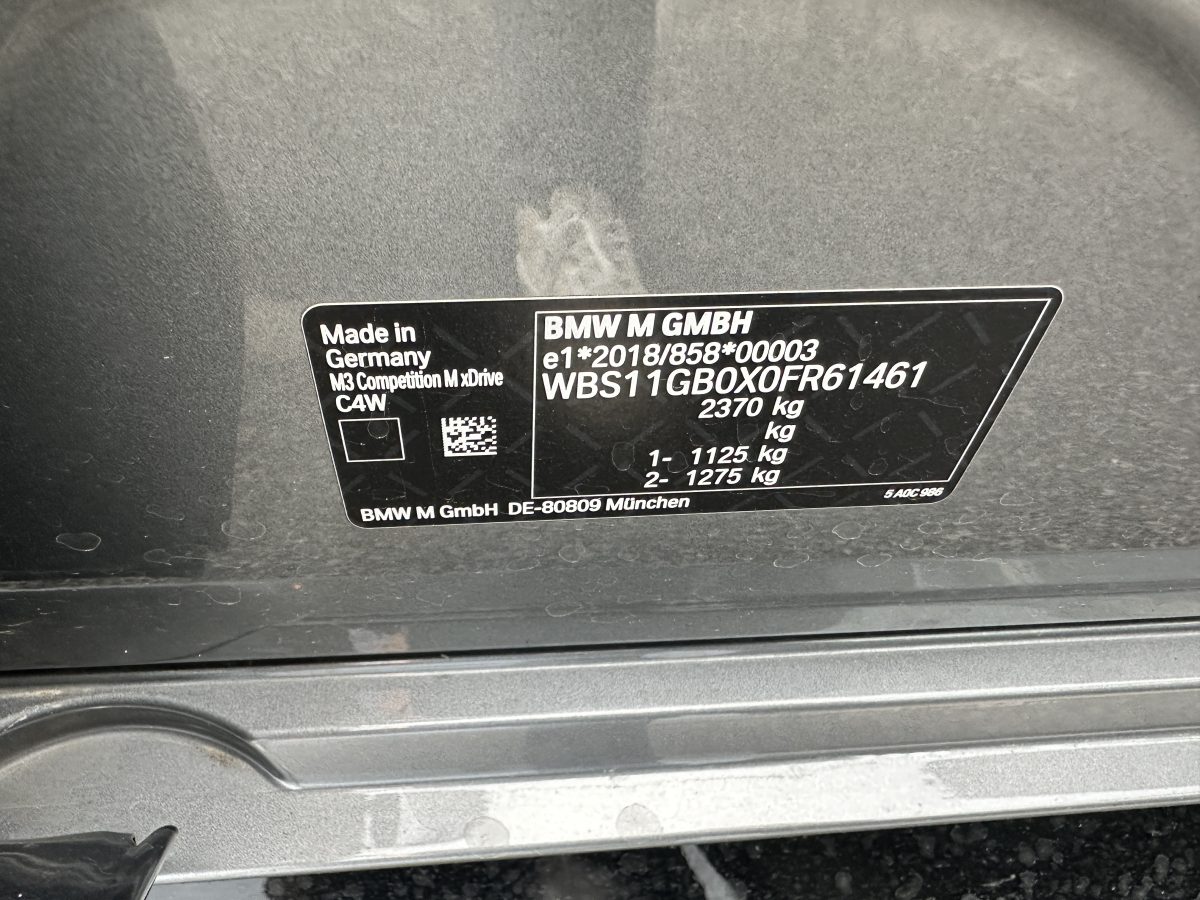 Made in
Germany
M3 Competition M xDrive
C4W
BMW M GMBH
e1*2018/858*00003
WBS11GB0X0FR61461
2370 kg
kg
1- 1125 kg
2- 1275 kg
5 A0C 986
BMW M GmbH DE-80809 München